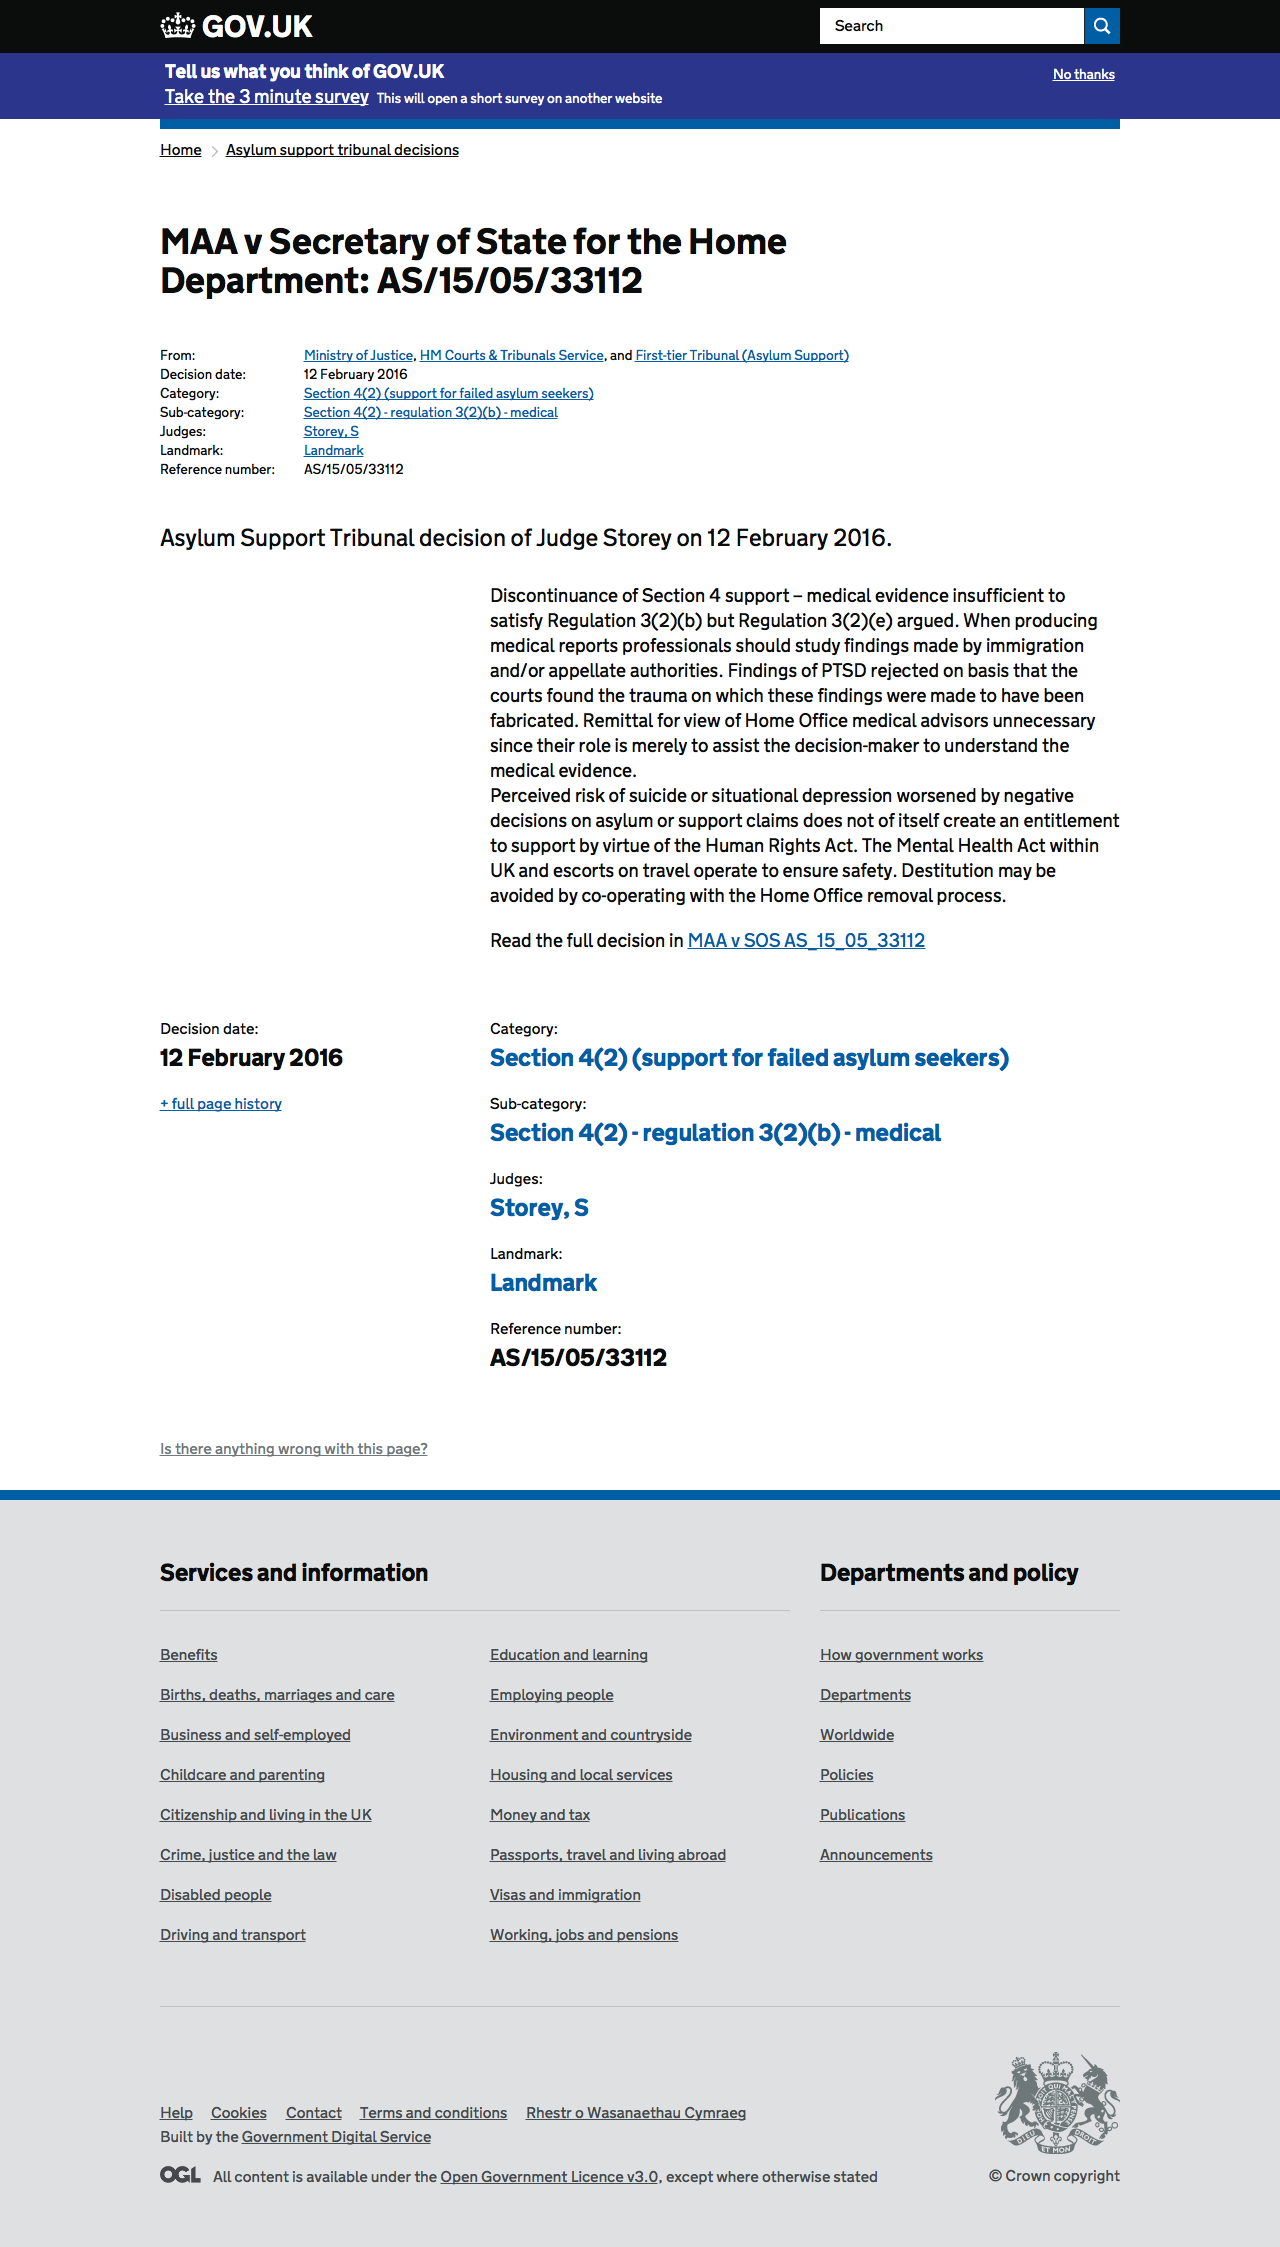 GOV.UK
Search
Tell us what you think of GOV.UK
No thanks
Take the 3 minute survey This will open a short survey on another website
Home Asylum support tribunal decisions
MAA v Secretary of State for the Home
Department: AS/15/05/33112
From: Ministry of Justice, HM Courts & Tribunals Service, and First-tier Tribunal (Asylum Support)
Decision date: 12 February 2016
Category: Section 4(2) (support for failed asylum seekers)
Sub-category: Section 4(2) - regulation 3(2)(b) - medical
Judges: Storey, S
Landmark: Landmark
Reference number: AS/15/05/33112
Asylum Support Tribunal decision of Judge Storey on 12 February 2016.
Discontinuance of Section 4 support – medical evidence insufficient to
satisfy Regulation 3(2)(b) but Regulation 3(2)(e) argued. When producing
medical reports professionals should study findings made by immigration
and/or appellate authorities. Findings of PTSD rejected on basis that the
courts found the trauma on which these findings were made to have been
fabricated. Remittal for view of Home Office medical advisors unnecessary
since their role is merely to assist the decision-maker to understand the
medical evidence.
Perceived risk of suicide or situational depression worsened by negative
decisions on asylum or support claims does not of itself create an entitlement
to support by virtue of the Human Rights Act. The Mental Health Act within
UK and escorts on travel operate to ensure safety. Destitution may be
avoided by co-operating with the Home Office removal process.
Read the full decision in MAA v SOS AS_15_05_33112
Decision date:
12 February 2016
+ full page history
Category:
Section 4(2) (support for failed asylum seekers)
Sub-category:
Section 4(2) - regulation 3(2)(b) - medical
Judges:
Storey, S
Landmark:
Landmark
Reference number:
AS/15/05/33112
Is there anything wrong with this page?
Services and information
Benefits
Births, deaths, marriages and care
Business and self-employed
Childcare and parenting
Citizenship and living in the UK
Crime, justice and the law
Disabled people
Driving and transport
Education and learning
Employing people
Environment and countryside
Housing and local services
Money and tax
Passports, travel and living abroad
Visas and immigration
Working, jobs and pensions
Departments and policy
How government works
Departments
Worldwide
Policies
Publications
Announcements
Help Cookies Contact Terms and conditions Rhestr o Wasanaethau Cymraeg
Built by the Government Digital Service
OGL All content is available under the Open Government Licence v3.0, except where otherwise stated
DIEU ET MON DROIT
© Crown copyright